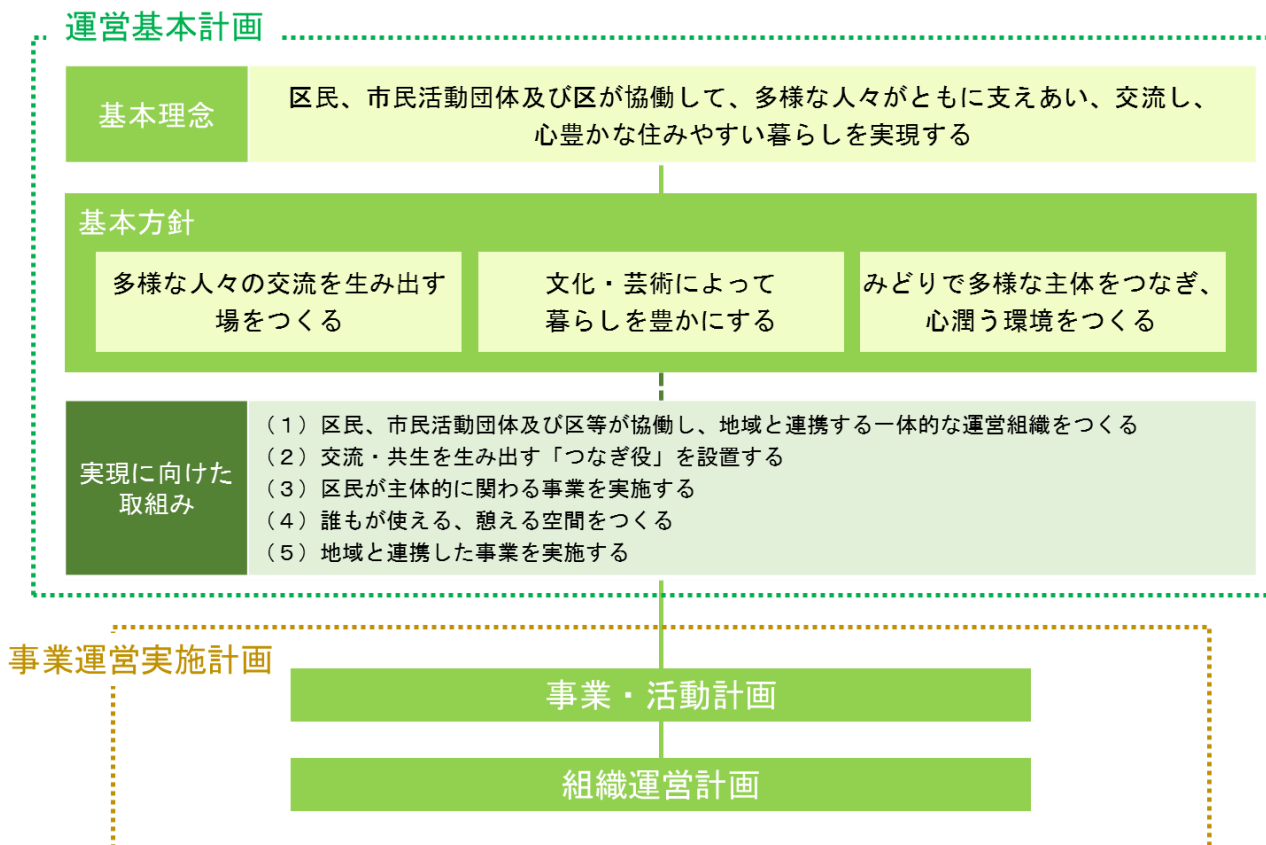 運営基本計画
基本理念
区民、市民活動団体及び区が協働して、多様な人々がともに支えあい、交流し、
心豊かな住みやすい暮らしを実現する
基本方針
多様な人々の交流を生み出す
場をつくる
文化・芸術によって
暮らしを豊かにする
みどりで多様な主体をつなぎ、
心潤う環境をつくる
実現に向けた
取組み
（１）区民、市民活動団体及び区等が協働し、地域と連携する一体的な運営組織をつくる
（２）交流・共生を生み出す「つなぎ役」を設置する
（３）区民が主体的に関わる事業を実施する
（４）誰もが使える、憩える空間をつくる
（５）地域と連携した事業を実施する
事業運営実施計画
事業・活動計画
組織運営計画